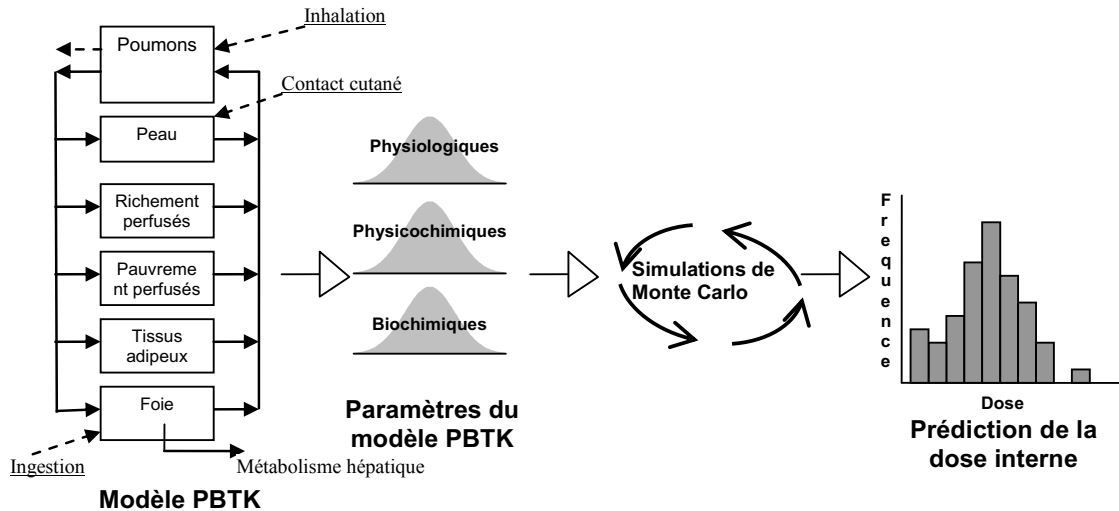 Inhalation
Poumons
Contact cutané
Peau
Richement
perfusés
Pauvreme
nt perfusés
Tissus
adipeux
Foie
Ingestion
Métabolisme hépatique
Modèle PBTK
Physiologiques
Physicochimiques
Biochimiques
Paramètres du
modèle PBTK
Simulations de
Monte Carlo
Frequence
Dose
Prédiction de la
dose interne